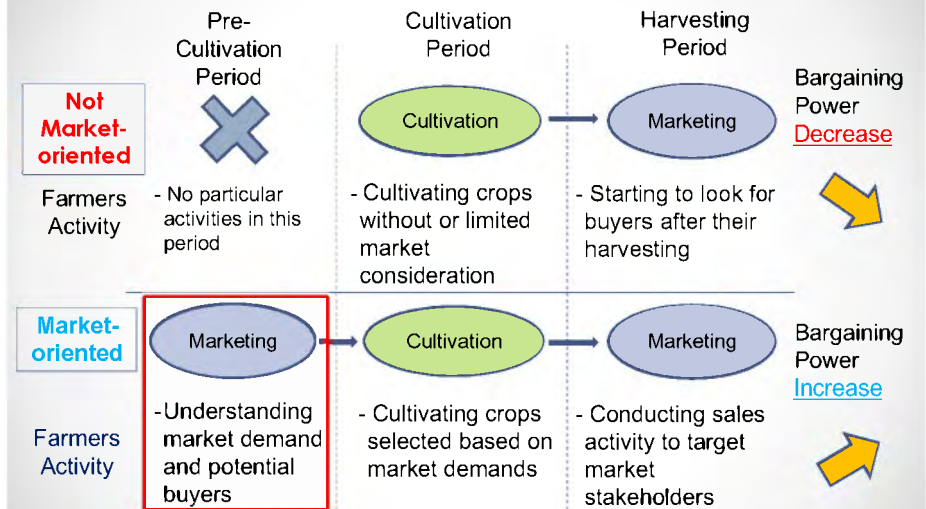 Pre-
Cultivation
Period
Cultivation
Period
Harvesting
Period
Not
Market-
oriented
Cultivation
Marketing
Bargaining
Power
Decrease
Farmers
Activity
- No particular
activities in this
period
- Cultivating crops
without or limited
market
consideration
- Starting to look for
buyers after their
harvesting
Market-
oriented
Marketing
Cultivation
Marketing
Bargaining
Power
Increase
Farmers
Activity
-Understanding
market demand
and potential
buyers
- Cultivating crops
selected based on
market demands
- Conducting sales
activity to target
market
stakeholders